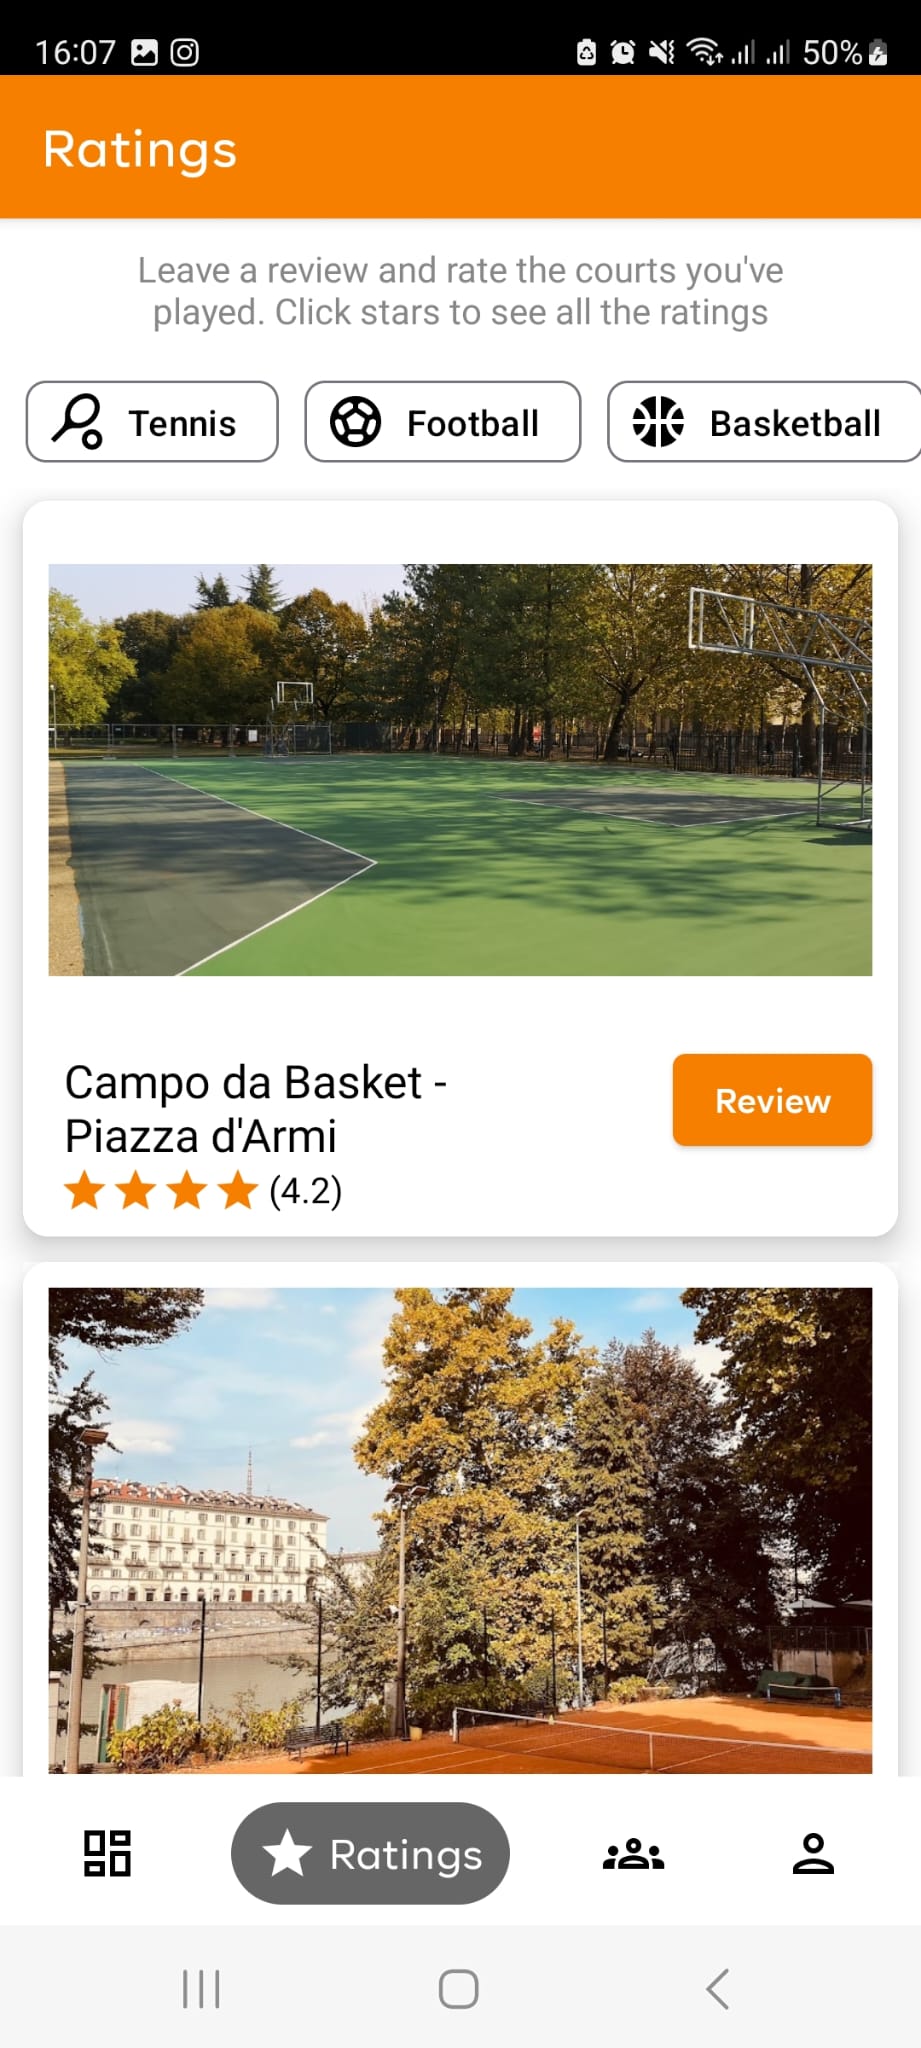 16:07
50%
Ratings
Leave a review and rate the courts you've
played. Click stars to see all the ratings
Tennis
Football
Basketball
Campo da Basket -
Piazza d'Armi
Review
(4.2)
Ratings